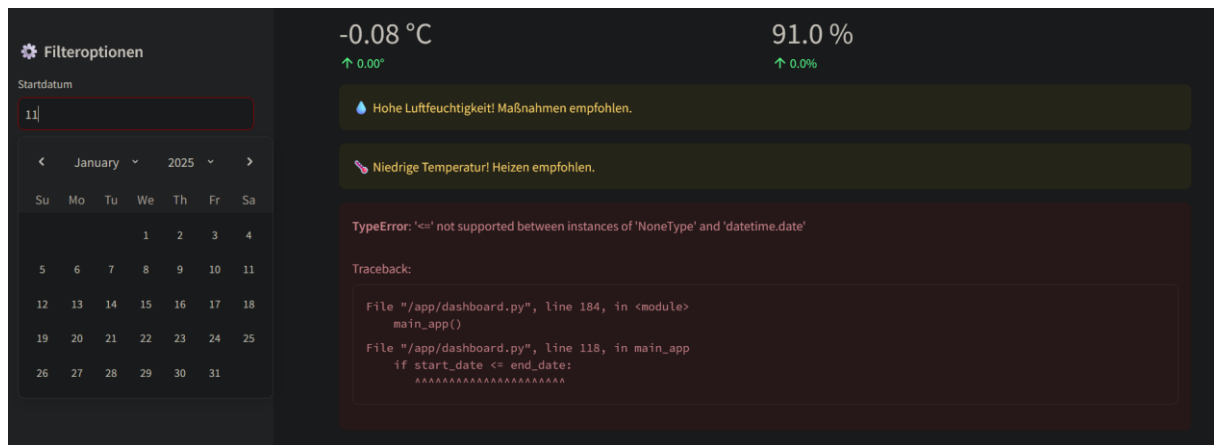 Filteroptionen
Startdatum
11
January 2025
Su Mo Tu We Th Fr Sa
1 2 3 4
5 6 7 8 9 10 11
12 13 14 15 16 17 18
19 20 21 22 23 24 25
26 27 28 29 30 31
-0.08 °C
↑ 0.00°
91.0 %
↑ 0.0%
Hohe Luftfeuchtigkeit! Maßnahmen empfohlen.
Niedrige Temperatur! Heizen empfohlen.
TypeError: '<=' not supported between instances of 'NoneType' and 'datetime.date'
Traceback:
File "/app/dashboard.py", line 184, in <module>
main_app()
File "/app/dashboard.py", line 118, in main_app
if start_date <= end_date:
^^^^^^^^^^^^^^^^^^^^^^